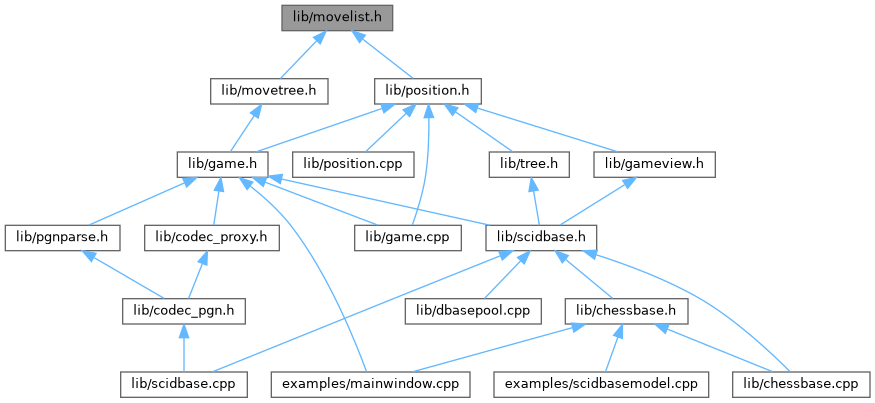 lib/movelist.h
lib/movetree.h
lib/position.h
lib/game.h
lib/position.cpp
lib/tree.h
lib/gameview.h
lib/pgnparse.h
lib/codec_proxy.h
lib/game.cpp
lib/scidbase.h
lib/codec_pgn.h
lib/dbasepool.cpp
lib/chessbase.h
lib/scidbase.cpp
examples/mainwindow.cpp
examples/scidbasemodel.cpp
lib/chessbase.cpp